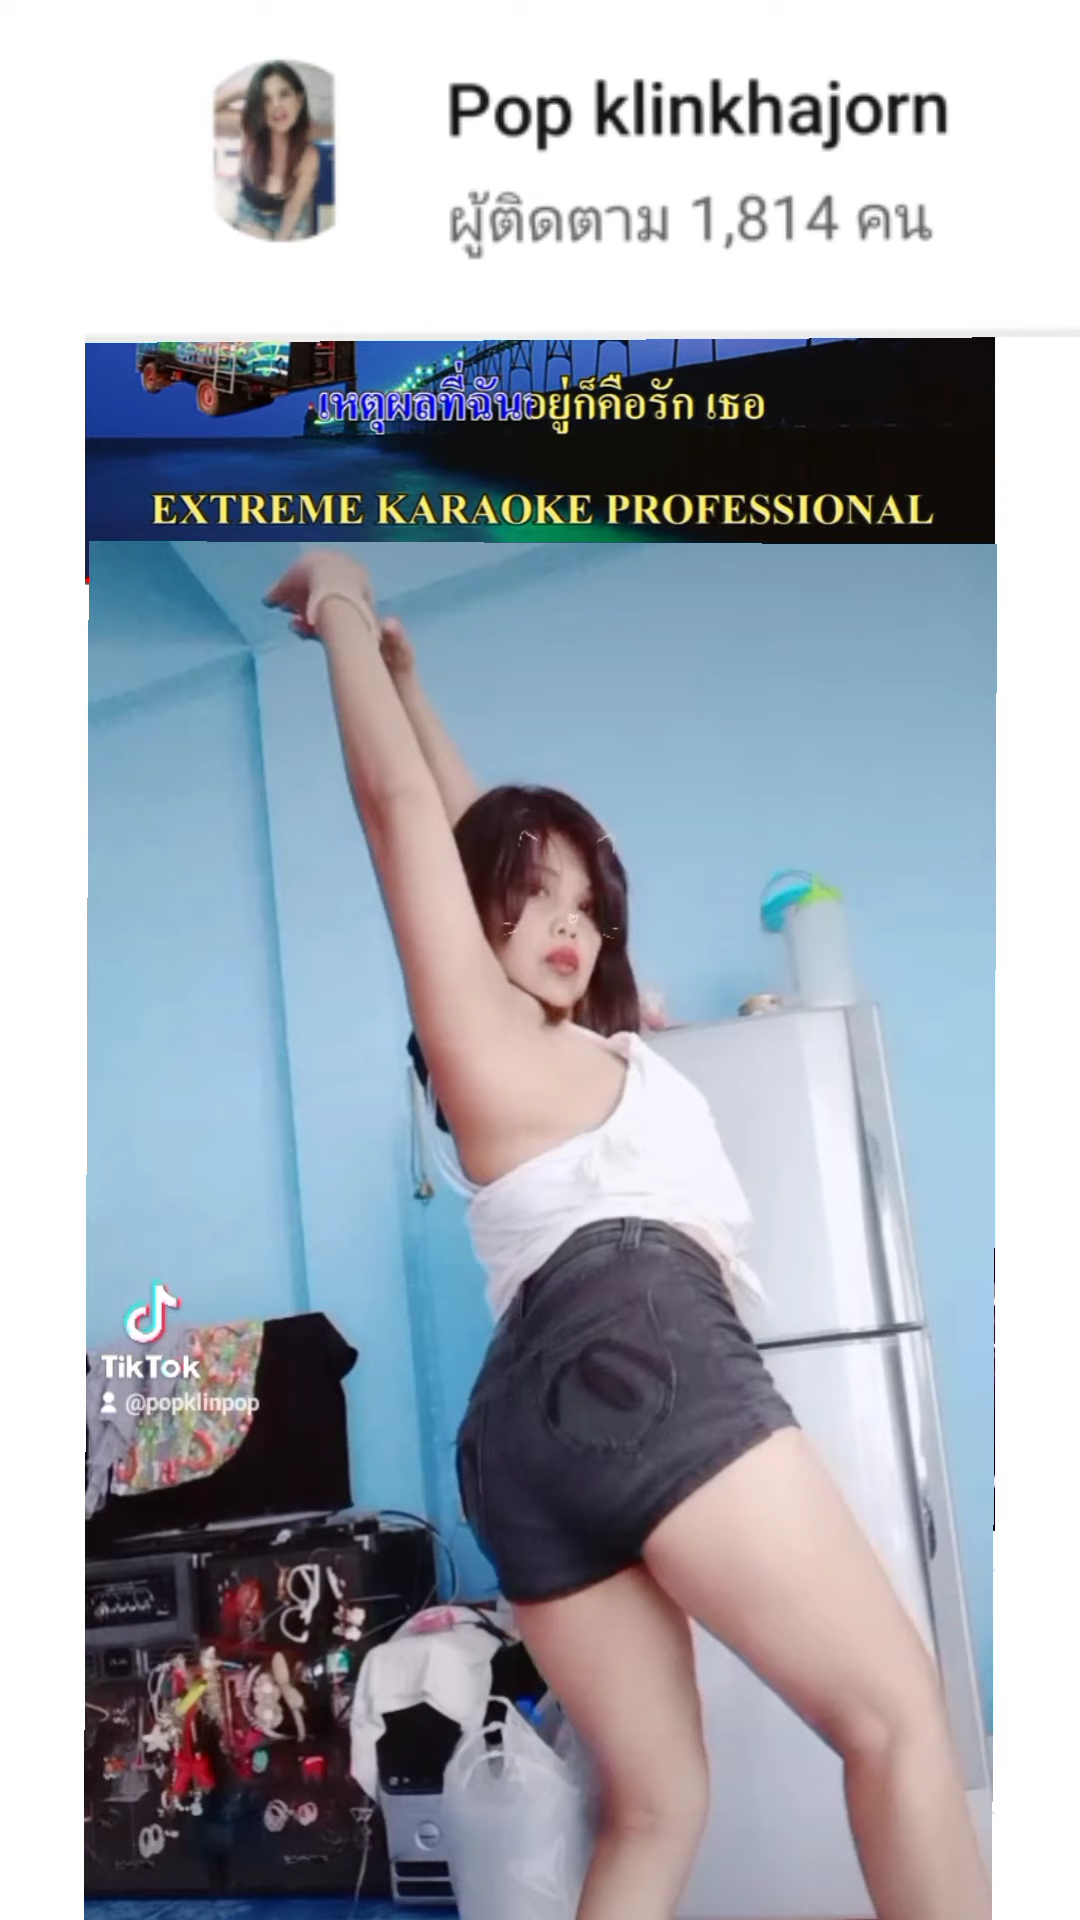 Pop klinkhajorn
ผู้ติดตาม 1,814 คน
เหตุผลที่ฉันอยู่ก็คือรัก เธอ
EXTREME KARAOKE PROFESSIONAL
TikTok
@popklinpop